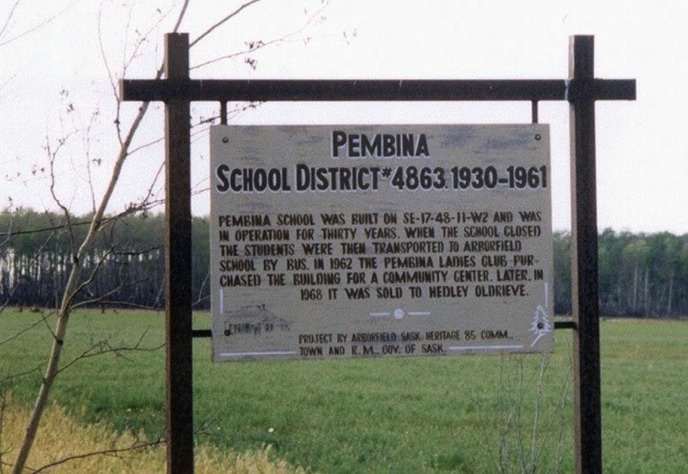 PEMBINA
SCHOOL DISTRICT #4863. 1930-1961
PEMBINA SCHOOL WAS BUILT ON SE-17-48-11-W2 AND WAS
IN OPERATION FOR THIRTY YEARS. WHEN THE SCHOOL CLOSED
THE STUDENTS WERE THEN TRANSPORTED TO ARBORFIELD
SCHOOL BY BUS. IN 1962 THE PEMBINA LADIES CLUB PUR-
CHASED THE BUILDING FOR A COMMUNITY CENTER. LATER, IN
1968 IT WAS SOLD TO HEDLEY OLDRIEVE.
PROJECT BY ARBORFIELD SASK. HERITAGE 85 COMM.,
TOWN AND R.M., GOV. OF SASK.